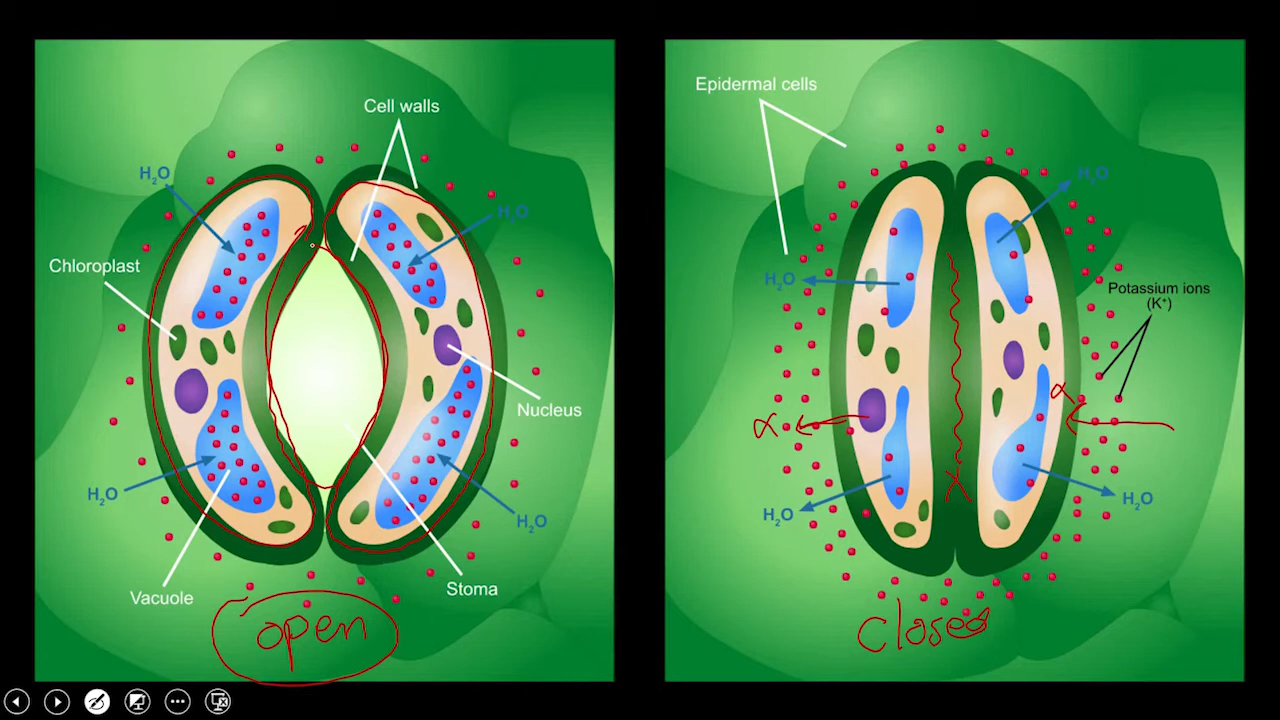 Cell walls
H₂O
H₂O
Chloroplast
Nucleus
H₂O
H₂O
Vacuole
Stoma
open
Epidermal cells
H₂O
H₂O
Potassium ions
(K⁺)
α
α
H₂O
H₂O
closed